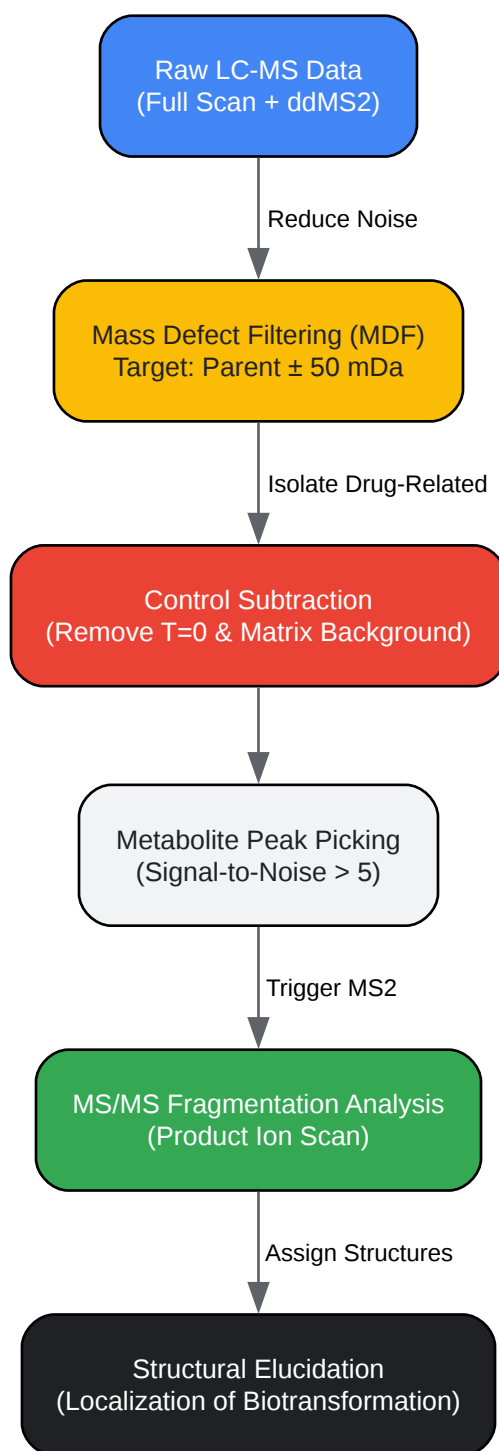 Raw LC-MS Data
(Full Scan + ddMS2)
Reduce Noise
Mass Defect Filtering (MDF)
Target: Parent ± 50 mDa
Isolate Drug-Related
Control Subtraction
(Remove T=0 & Matrix Background)
Metabolite Peak Picking
(Signal-to-Noise > 5)
Trigger MS2
MS/MS Fragmentation Analysis
(Product Ion Scan)
Assign Structures
Structural Elucidation
(Localization of Biotransformation)